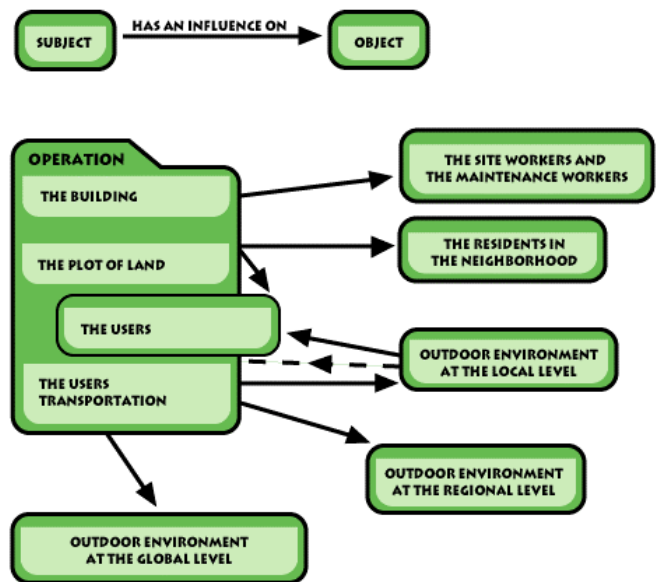 SUBJECT
HAS AN INFLUENCE ON
OBJECT
OPERATION
THE BUILDING
THE PLOT OF LAND
THE USERS
THE USERS
TRANSPORTATION
THE SITE WORKERS AND
THE MAINTENANCE WORKERS
THE RESIDENTS IN
THE NEIGHBORHOOD
OUTDOOR ENVIRONMENT
AT THE LOCAL LEVEL
OUTDOOR ENVIRONMENT
AT THE REGIONAL LEVEL
OUTDOOR ENVIRONMENT
AT THE GLOBAL LEVEL